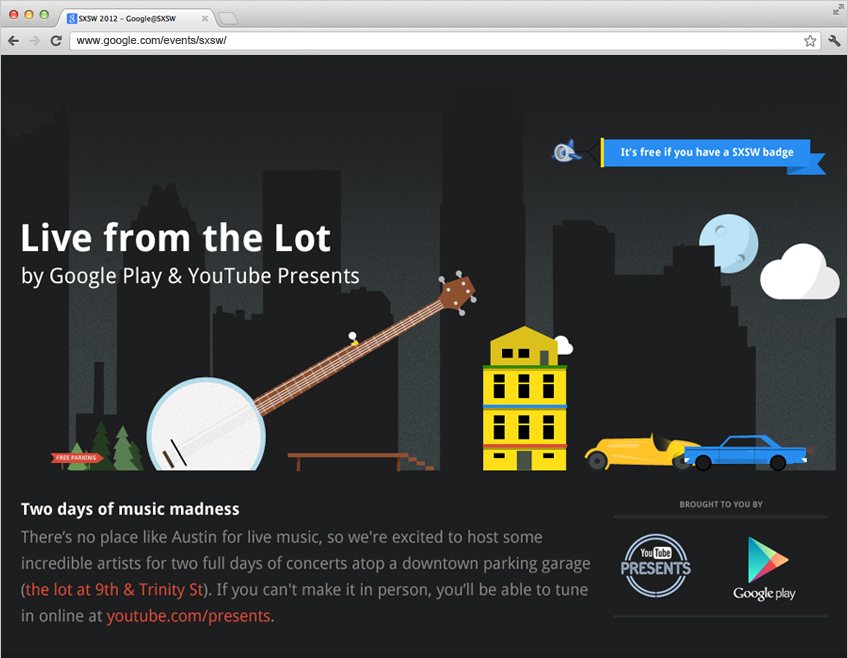 SXSW 2012 - Google@SXSW
www.google.com/events/sxsw/
It's free if you have a SXSW badge
Live from the Lot
by Google Play & YouTube Presents
FREE PARKING
Two days of music madness
There's no place like Austin for live music, so we're excited to host some
incredible artists for two full days of concerts atop a downtown parking garage
(the lot at 9th & Trinity St). If you can't make it in person, you'll be able to tune
in online at youtube.com/presents.
BROUGHT TO YOU BY
YouTube
PRESENTS
Google play